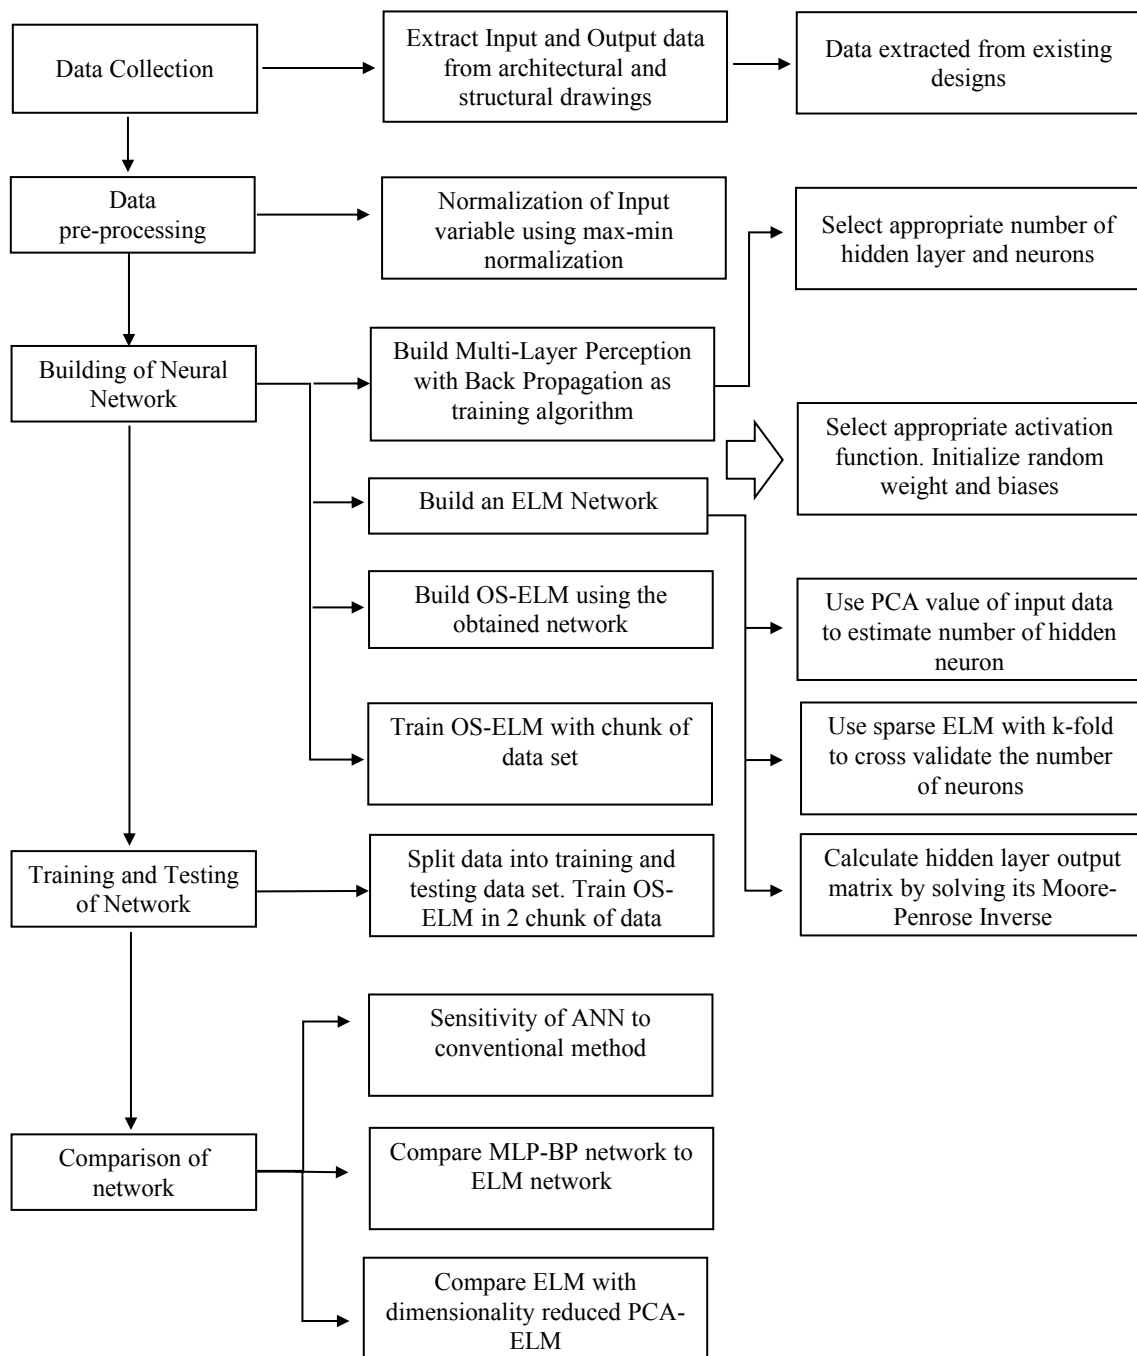 Data Collection
Extract Input and Output data
from architectural and
structural drawings
Data extracted from existing
designs
Data
pre-processing
Normalization of Input
variable using max-min
normalization
Select appropriate number of
hidden layer and neurons
Building of Neural
Network
Build Multi-Layer Perception
with Back Propagation as
training algorithm
Select appropriate activation
function. Initialize random
weight and biases
Build an ELM Network
Build OS-ELM using the
obtained network
Use PCA value of input data
to estimate number of hidden
neuron
Train OS-ELM with chunk of
data set
Use sparse ELM with k-fold
to cross validate the number
of neurons
Training and Testing
of Network
Split data into training and
testing data set. Train OS-
ELM in 2 chunk of data
Calculate hidden layer output
matrix by solving its Moore-
Penrose Inverse
Sensitivity of ANN to
conventional method
Comparison of
network
Compare MLP-BP network to
ELM network
Compare ELM with
dimensionality reduced PCA-
ELM